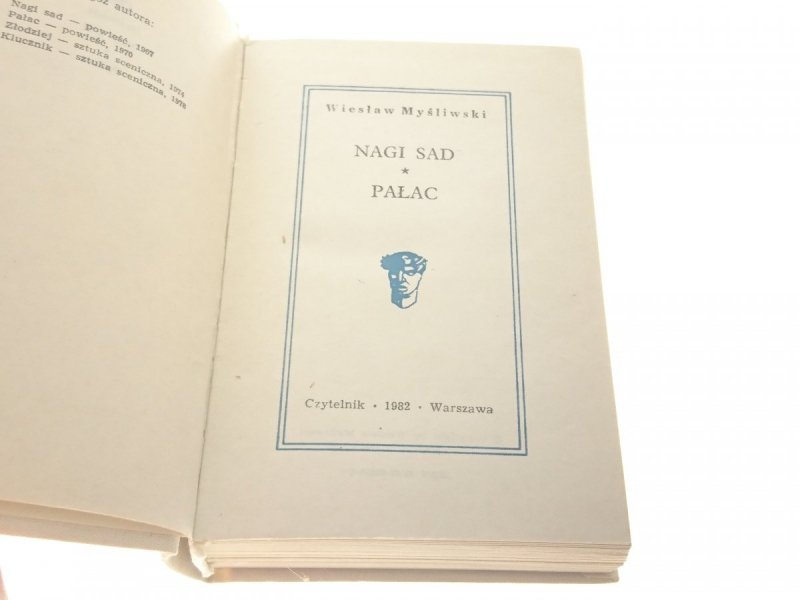 autora:
Nagi sad — powieść, 1967
Pałac — powieść, 1970
Złodziej — sztuka sceniczna, 1974
Klucznik — sztuka sceniczna, 1978
Wiesław Myśliwski
NAGI SAD
*
PAŁAC
Czytelnik • 1982 • Warszawa